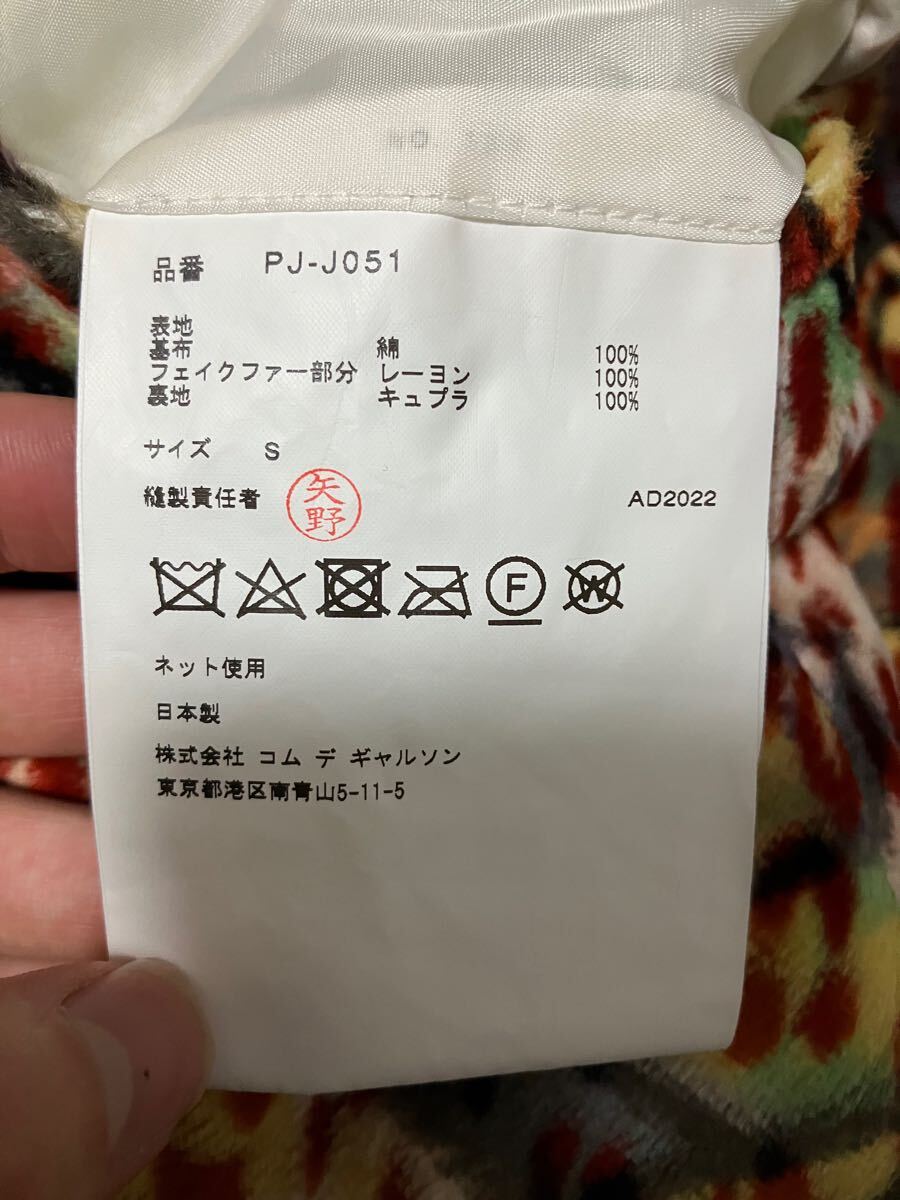 品番 PJ-J051
表地
基布 綿 100%
フェイクファー部分 レーヨン 100%
裏地 キュプラ 100%
サイズ S
縫製責任者 矢野 AD2022
F W
ネット使用
日本製
株式会社 コム デ ギャルソン
東京都港区南青山5-11-5